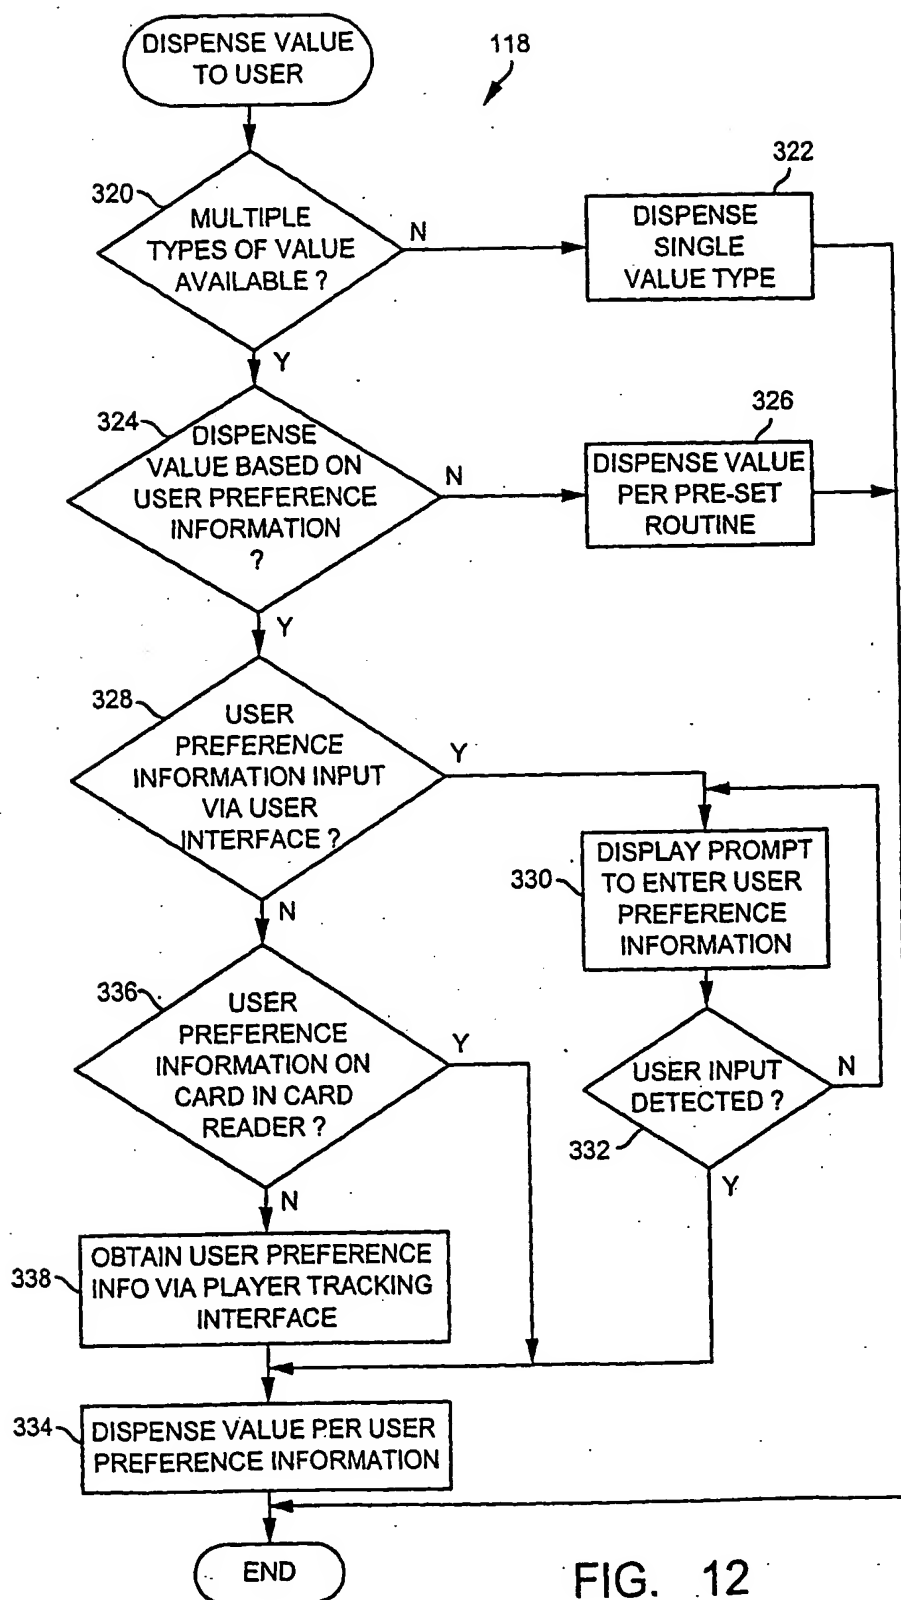 DISPENSE VALUE
TO USER
118
320
MULTIPLE
TYPES OF VALUE
AVAILABLE ?
N
Y
322
DISPENSE
SINGLE
VALUE TYPE
324
DISPENSE
VALUE BASED ON
USER PREFERENCE
INFORMATION
?
N
Y
326
DISPENSE VALUE
PER PRE-SET
ROUTINE
328
USER
PREFERENCE
INFORMATION INPUT
VIA USER
INTERFACE ?
Y
N
330
DISPLAY PROMPT
TO ENTER USER
PREFERENCE
INFORMATION
336
USER
PREFERENCE
INFORMATION ON
CARD IN CARD
READER ?
Y
N
USER INPUT
DETECTED ?
N
332
Y
338
OBTAIN USER PREFERENCE
INFO VIA PLAYER TRACKING
INTERFACE
334
DISPENSE VALUE PER USER
PREFERENCE INFORMATION
END
FIG. 12